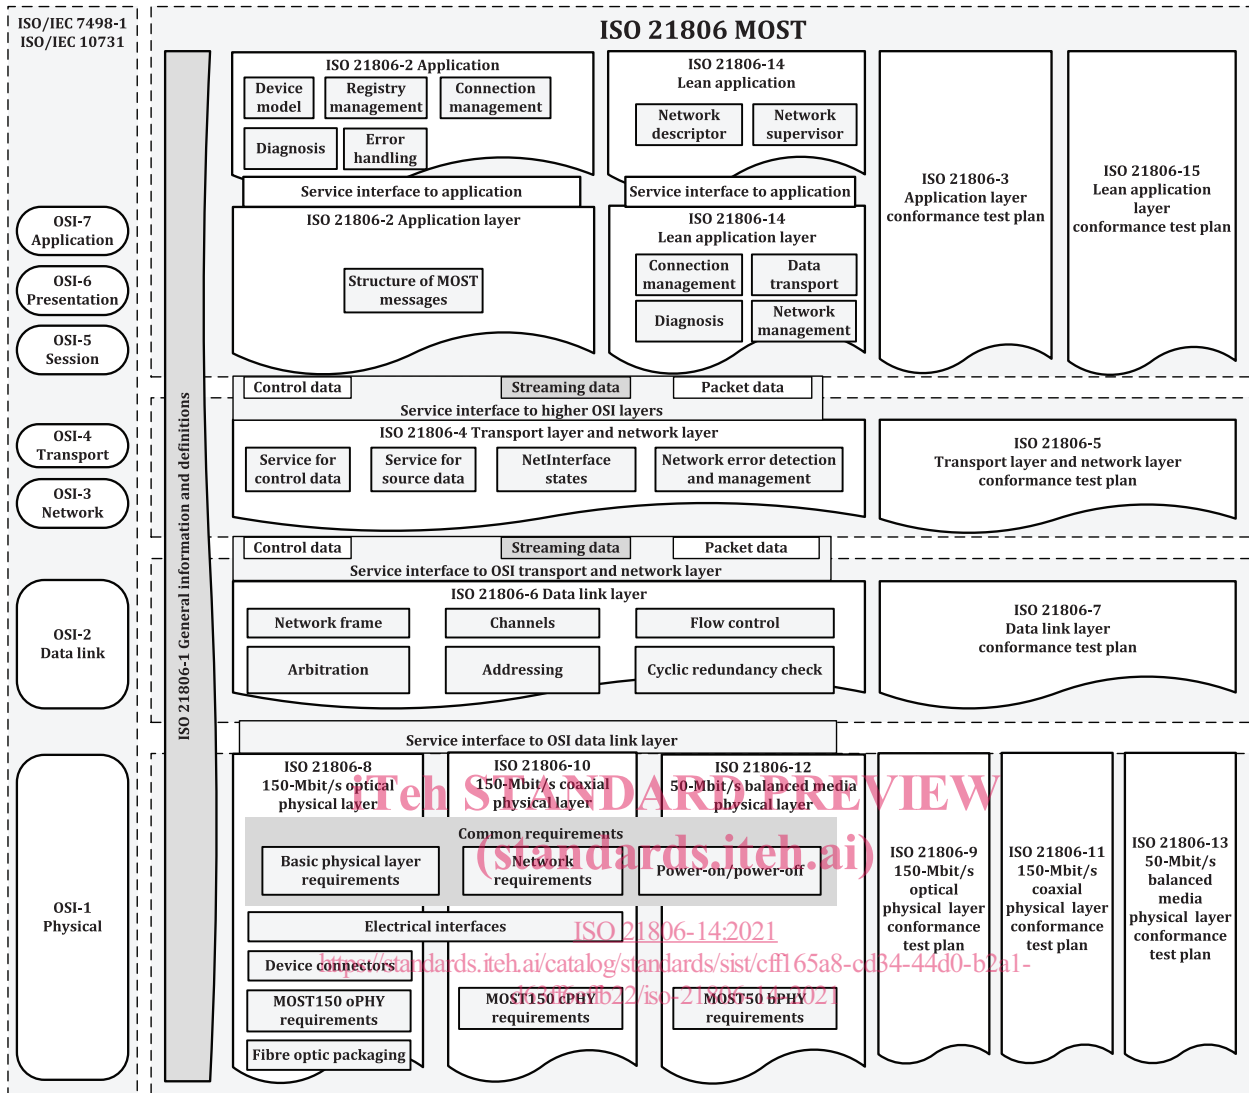 ISO/IEC 7498-1
ISO/IEC 10731
ISO 21806 MOST
ISO 21806-1 General information and definitions
ISO 21806-2 Application
Device
model
Registry
management
Connection
management
Diagnosis
Error
handling
Service interface to application
ISO 21806-14
Lean application
Network
descriptor
Network
supervisor
Service interface to application
ISO 21806-3
Application layer
conformance test plan
ISO 21806-15
Lean application
layer
conformance test plan
OSI-7
Application
OSI-6
Presentation
OSI-5
Session
ISO 21806-2 Application layer
Structure of MOST
messages
ISO 21806-14
Lean application layer
Connection
management
Data
transport
Diagnosis
Network
management
Control data
Streaming data
Packet data
Service interface to higher OSI layers
OSI-4
Transport
OSI-3
Network
ISO 21806-4 Transport layer and network layer
Service for
control data
Service for
source data
NetInterface
states
Network error detection
and management
ISO 21806-5
Transport layer and network layer
conformance test plan
Control data
Streaming data
Packet data
Service interface to OSI transport and network layer
OSI-2
Data link
ISO 21806-6 Data link layer
Network frame
Channels
Flow control
Arbitration
Addressing
Cyclic redundancy check
ISO 21806-7
Data link layer
conformance test plan
Service interface to OSI data link layer
OSI-1
Physical
ISO 21806-8
150-Mbit/s optical
physical layer
ISO 21806-10
150-Mbit/s coaxial
physical layer
ISO 21806-12
50-Mbit/s balanced media
physical layer
Common requirements
Basic physical layer
requirements
Network
requirements
Power-on/power-off
Electrical interfaces
Device connectors
MOST150 oPHY
requirements
Fibre optic packaging
MOST150 cPHY
requirements
MOST50 bPHY
requirements
ISO 21806-9
150-Mbit/s
optical
physical layer
conformance
test plan
ISO 21806-11
150-Mbit/s
coaxial
physical layer
conformance
test plan
ISO 21806-13
50-Mbit/s
balanced
media
physical layer
conformance
test plan
iTeh STANDARD PREVIEW
(standards.iteh.ai)
ISO 21806-14:2021
https://standards.iteh.ai/catalog/standards/sist/cff165a8-cd34-44d0-b2a1-